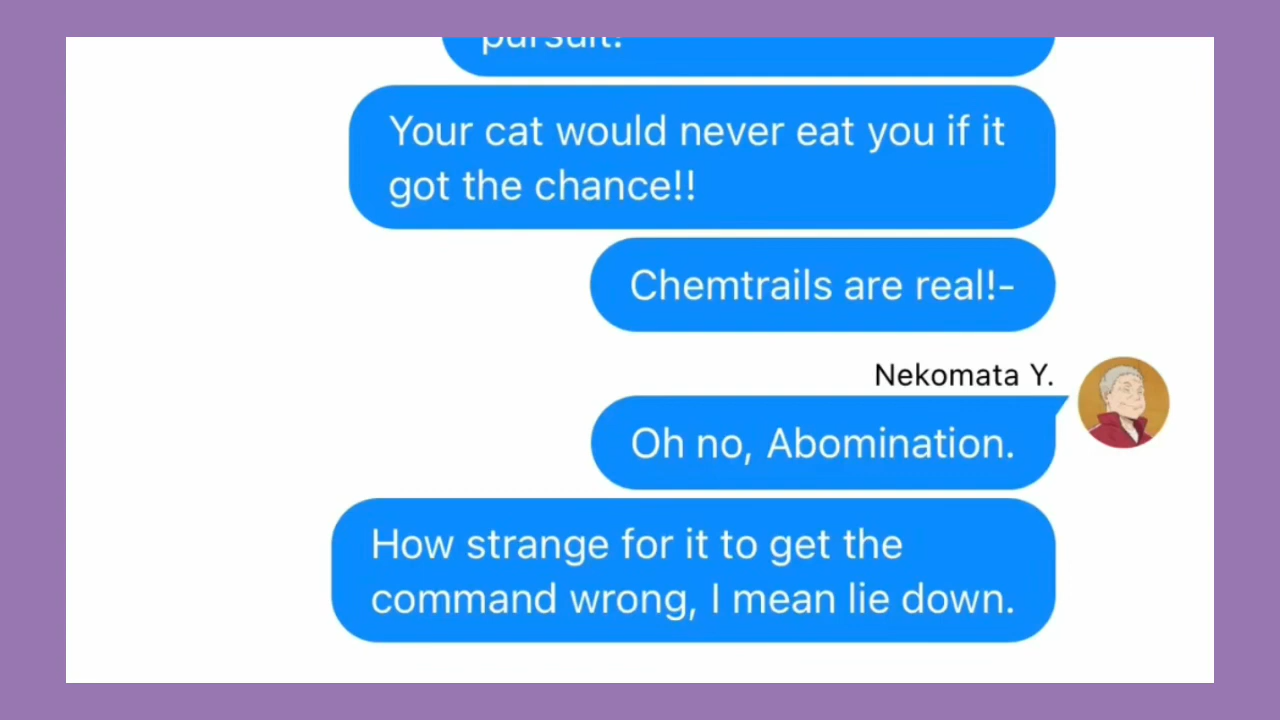 pursuit!
Your cat would never eat you if it
got the chance!!
Chemtrails are real!-
Nekomata Y.
Oh no, Abomination.
How strange for it to get the
command wrong, I mean lie down.